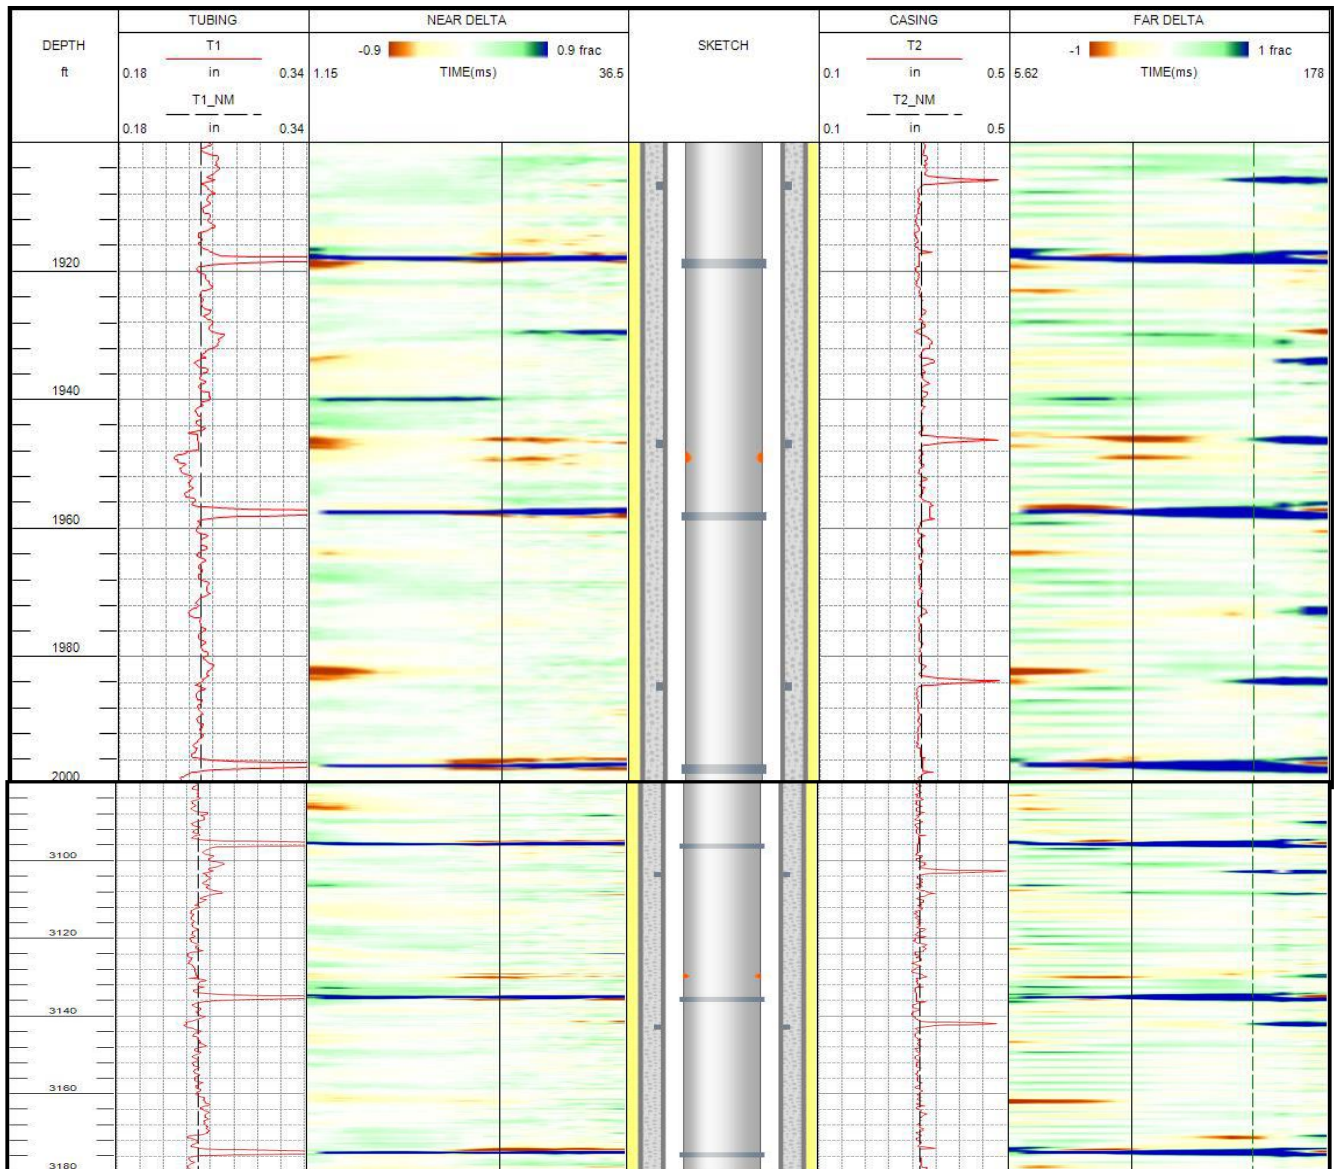 TUBING NEAR DELTA CASING FAR DELTA
DEPTH T1 -0.9 0.9 frac SKETCH T2 -1 1 frac
ft 0.18 in 0.34 1.15 TIME(ms) 36.5 0.1 in 0.5 5.62 TIME(ms) 178
T1_NM T2_NM
0.18 in 0.34 0.1 in 0.5
1920
1940
1960
1980
2000
3100
3120
3140
3160
3180